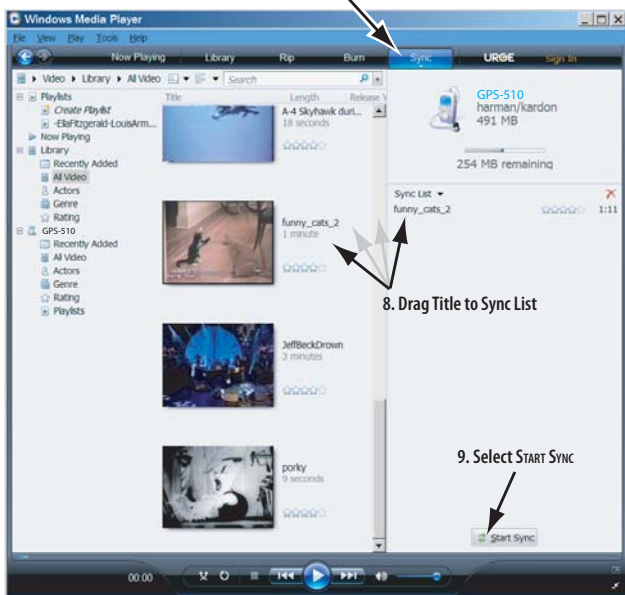 Windows Media Player
File View Play Tools Help
Now Playing Library Rip Burn Sync URGE Sign In
Video Library All Video Search
Playlists
Create Playlist
-EllaFitzgerald-LouisArm...
Now Playing
Library
Recently Added
All Video
Actors
Genre
Rating
GPS-510
Recently Added
All Video
Actors
Genre
Rating
Playlists
Title Length Release Y
A-4 Skyhawk duri...
18 seconds
funny_cats_2
1 minute
JeffBeckDrown
3 minutes
porky
9 seconds
GPS-510
harman/kardon
491 MB
254 MB remaining
Sync List
funny_cats_2 1:11
8. Drag Title to Sync List
9. Select START SYNC
Start Sync
00:00